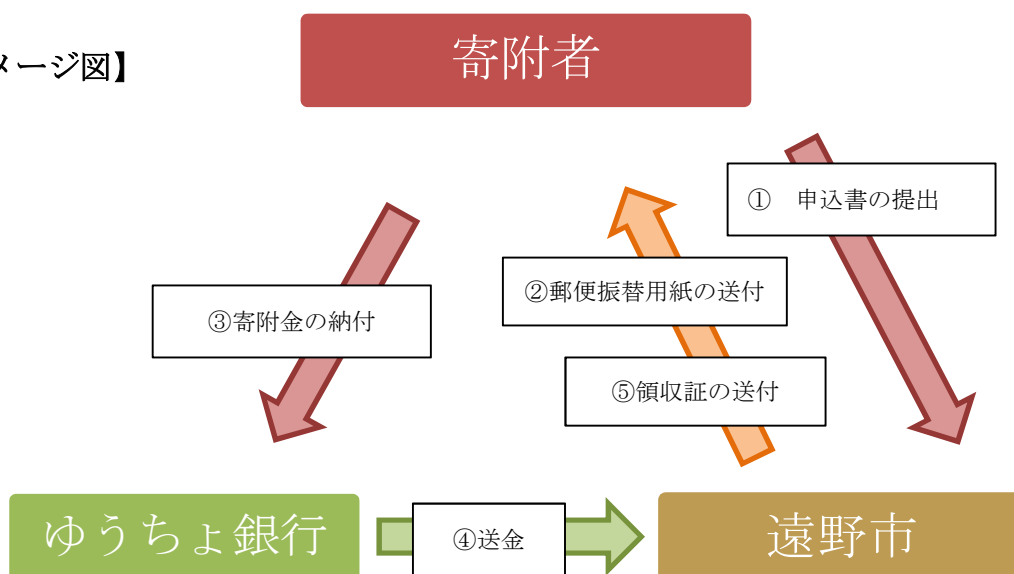 メージ図】
寄附者
①　申込書の提出
②郵便振替用紙の送付
③寄附金の納付
⑤領収証の送付
ゆうちょ銀行
④送金
遠野市